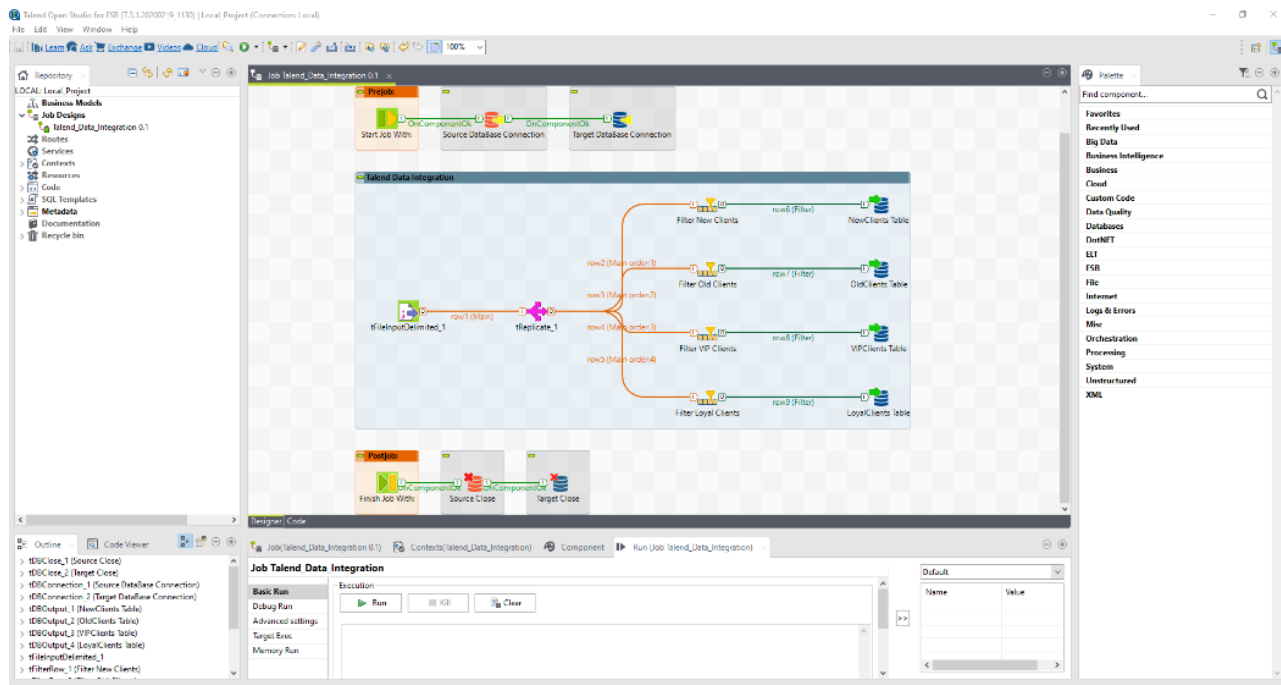 Talend Open Studio for ESB (7.3.1.20200219_1130) | Local_Project (Connection: Local)
File Edit View Window Help
Learn Ask Exchange Videos Cloud 100%
Repository
LOCAL: Local_Project
Business Models
Job Designs
Talend_Data_Integration 0.1
Routes
Services
Contexts
Resources
Code
SQL Templates
Metadata
Documentation
Recycle bin
Job Talend_Data_Integration 0.1
Prejob:
OnComponentOk OnComponentOk
Start Job With: Source DataBase Connection Target DataBase Connection
Talend Data Integration
row6 (Filter)
Filter New Clients NewClients Table
row2 (Main order:1)
row7 (Filter)
Filter Old Clients OldClients Table
row3 (Main order:2)
row1 (Main)
tFileInputDelimited_1 tReplicate_1
row4 (Main order:3)
row8 (Filter)
Filter VIP Clients VIPClients Table
row5 (Main order:4)
row9 (Filter)
Filter Loyal Clients LoyalClients Table
Postjob:
OnComponentOk OnComponentOk
Finish Job With: Source Close Target Close
Designer Code
Palette
Find component...
Favorites
Recently Used
Big Data
Business Intelligence
Business
Cloud
Custom Code
Data Quality
Databases
DotNET
ELT
ESB
File
Internet
Logs & Errors
Misc
Orchestration
Processing
System
Unstructured
XML
Outline Code Viewer
tDBClose_1 (Source Close)
tDBClose_2 (Target Close)
tDBConnection_1 (Source DataBase Connection)
tDBConnection_2 (Target DataBase Connection)
tDBOutput_1 (NewClients Table)
tDBOutput_2 (OldClients Table)
tDBOutput_3 (VIPClients Table)
tDBOutput_4 (LoyalClients Table)
tFileInputDelimited_1
tFilterRow_1 (Filter New Clients)
Job(Talend_Data_Integration 0.1) Contexts(Talend_Data_Integration) Component Run (Job Talend_Data_Integration)
Job Talend_Data_Integration
Basic Run
Debug Run
Advanced settings
Target Exec
Memory Run
Execution
Run Kill Clear
Default
Name Value
>>